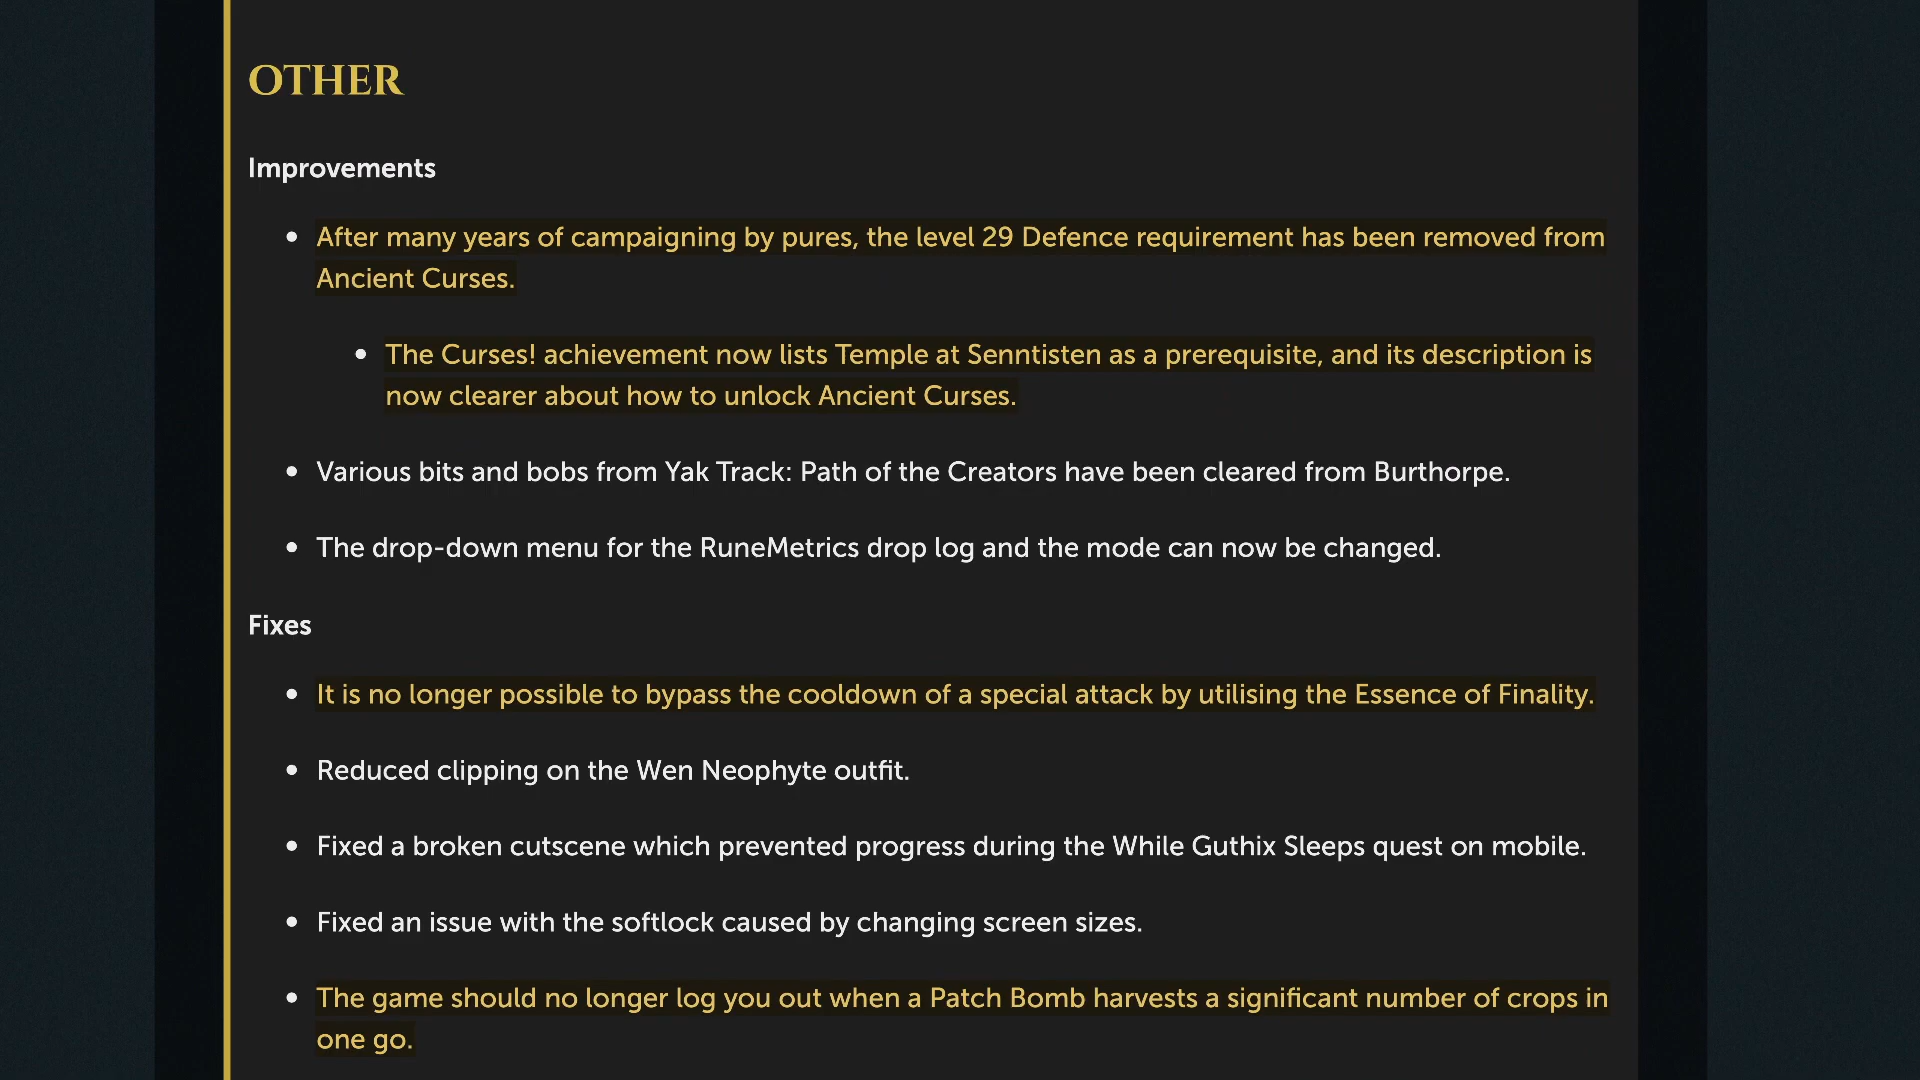 OTHER
Improvements
After many years of campaigning by pures, the level 29 Defence requirement has been removed from
Ancient Curses.
The Curses! achievement now lists Temple at Senntisten as a prerequisite, and its description is
now clearer about how to unlock Ancient Curses.
Various bits and bobs from Yak Track: Path of the Creators have been cleared from Burthorpe.
The drop-down menu for the RuneMetrics drop log and the mode can now be changed.
Fixes
It is no longer possible to bypass the cooldown of a special attack by utilising the Essence of Finality.
Reduced clipping on the Wen Neophyte outfit.
Fixed a broken cutscene which prevented progress during the While Guthix Sleeps quest on mobile.
Fixed an issue with the softlock caused by changing screen sizes.
The game should no longer log you out when a Patch Bomb harvests a significant number of crops in
one go.